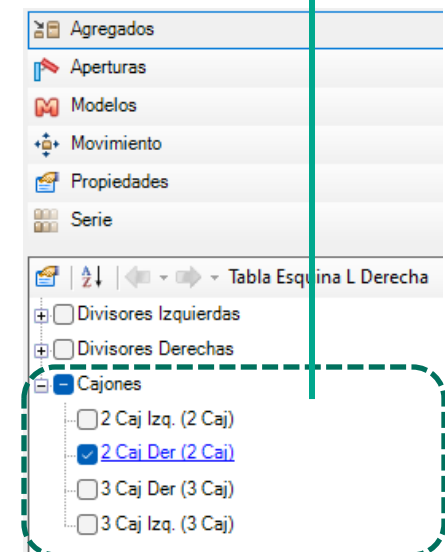 Agregados
Aperturas
Modelos
Movimiento
Propiedades
Serie
Tabla Esquina L Derecha
Divisores Izquierdas
Divisores Derechas
Cajones
2 Caj Izq. (2 Caj)
2 Caj Der (2 Caj)
3 Caj Der (3 Caj)
3 Caj Izq. (3 Caj)